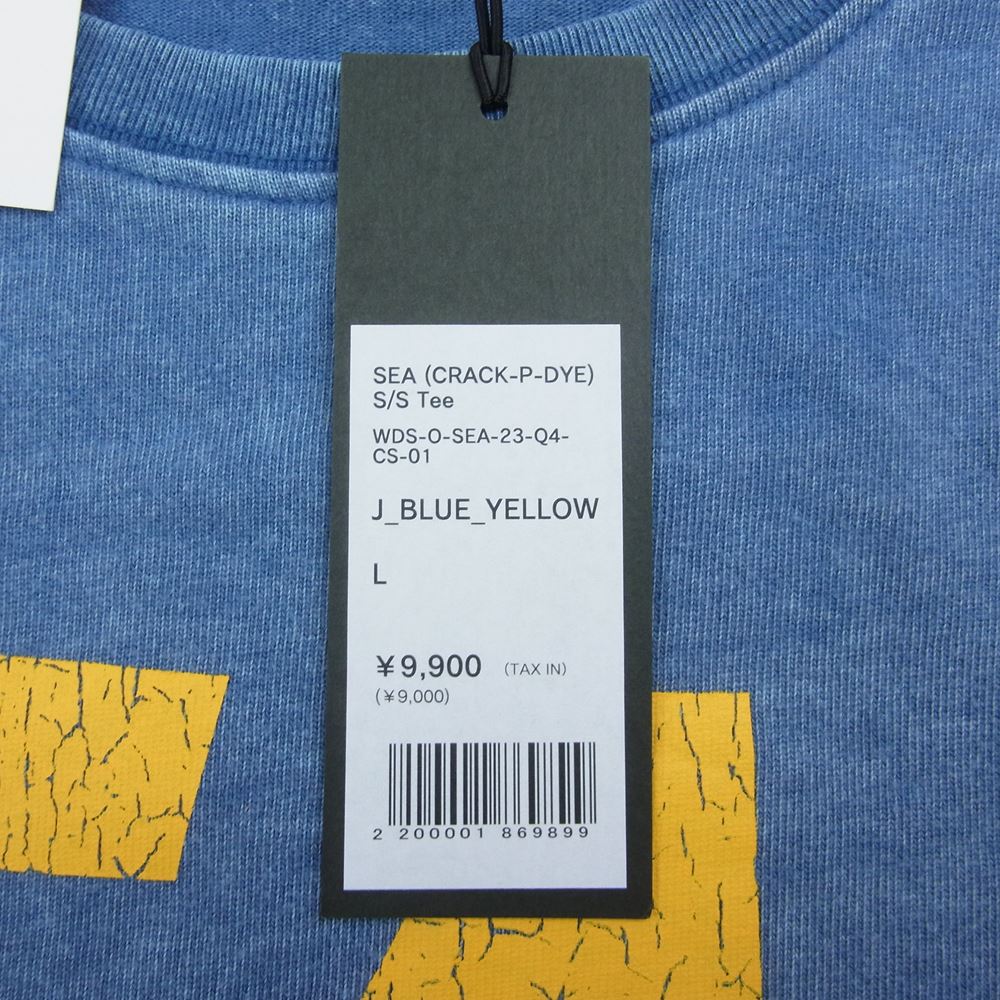 SEA (CRACK-P-DYE)
S/S Tee
WDS-O-SEA-23-Q4-
CS-01
J_BLUE_YELLOW
L
¥9,900 (TAX IN)
(¥9,000)
2 200001 869899